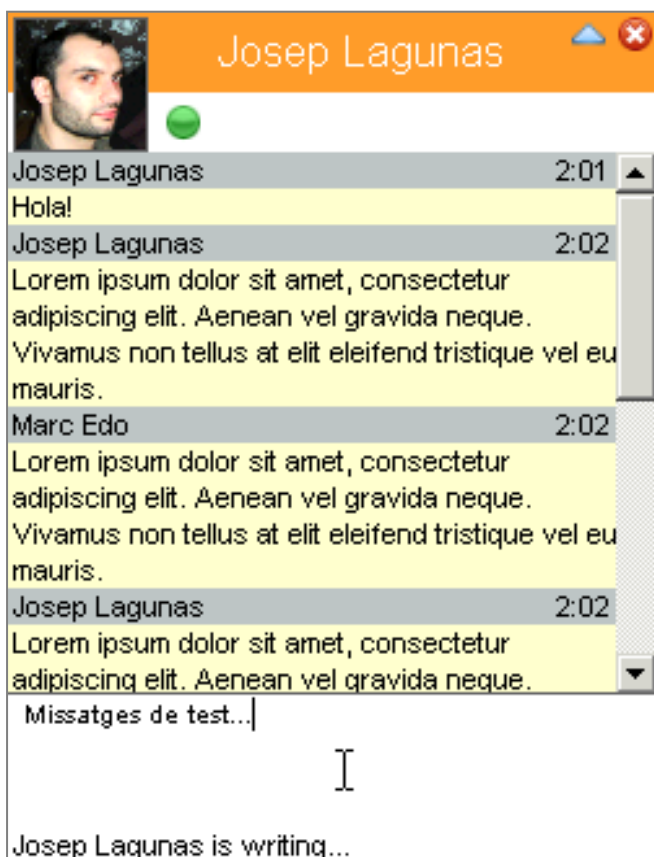 Josep Lagunas
Josep Lagunas 2:01
Hola!
Josep Lagunas 2:02
Lorem ipsum dolor sit amet, consectetur
adipiscing elit. Aenean vel gravida neque.
Vivamus non tellus at elit eleifend tristique vel eu
mauris.
Marc Edo 2:02
Lorem ipsum dolor sit amet, consectetur
adipiscing elit. Aenean vel gravida neque.
Vivamus non tellus at elit eleifend tristique vel eu
mauris.
Josep Lagunas 2:02
Lorem ipsum dolor sit amet, consectetur
adipiscing elit. Aenean vel gravida neque.
Missatges de test...
Josep Lagunas is writing...